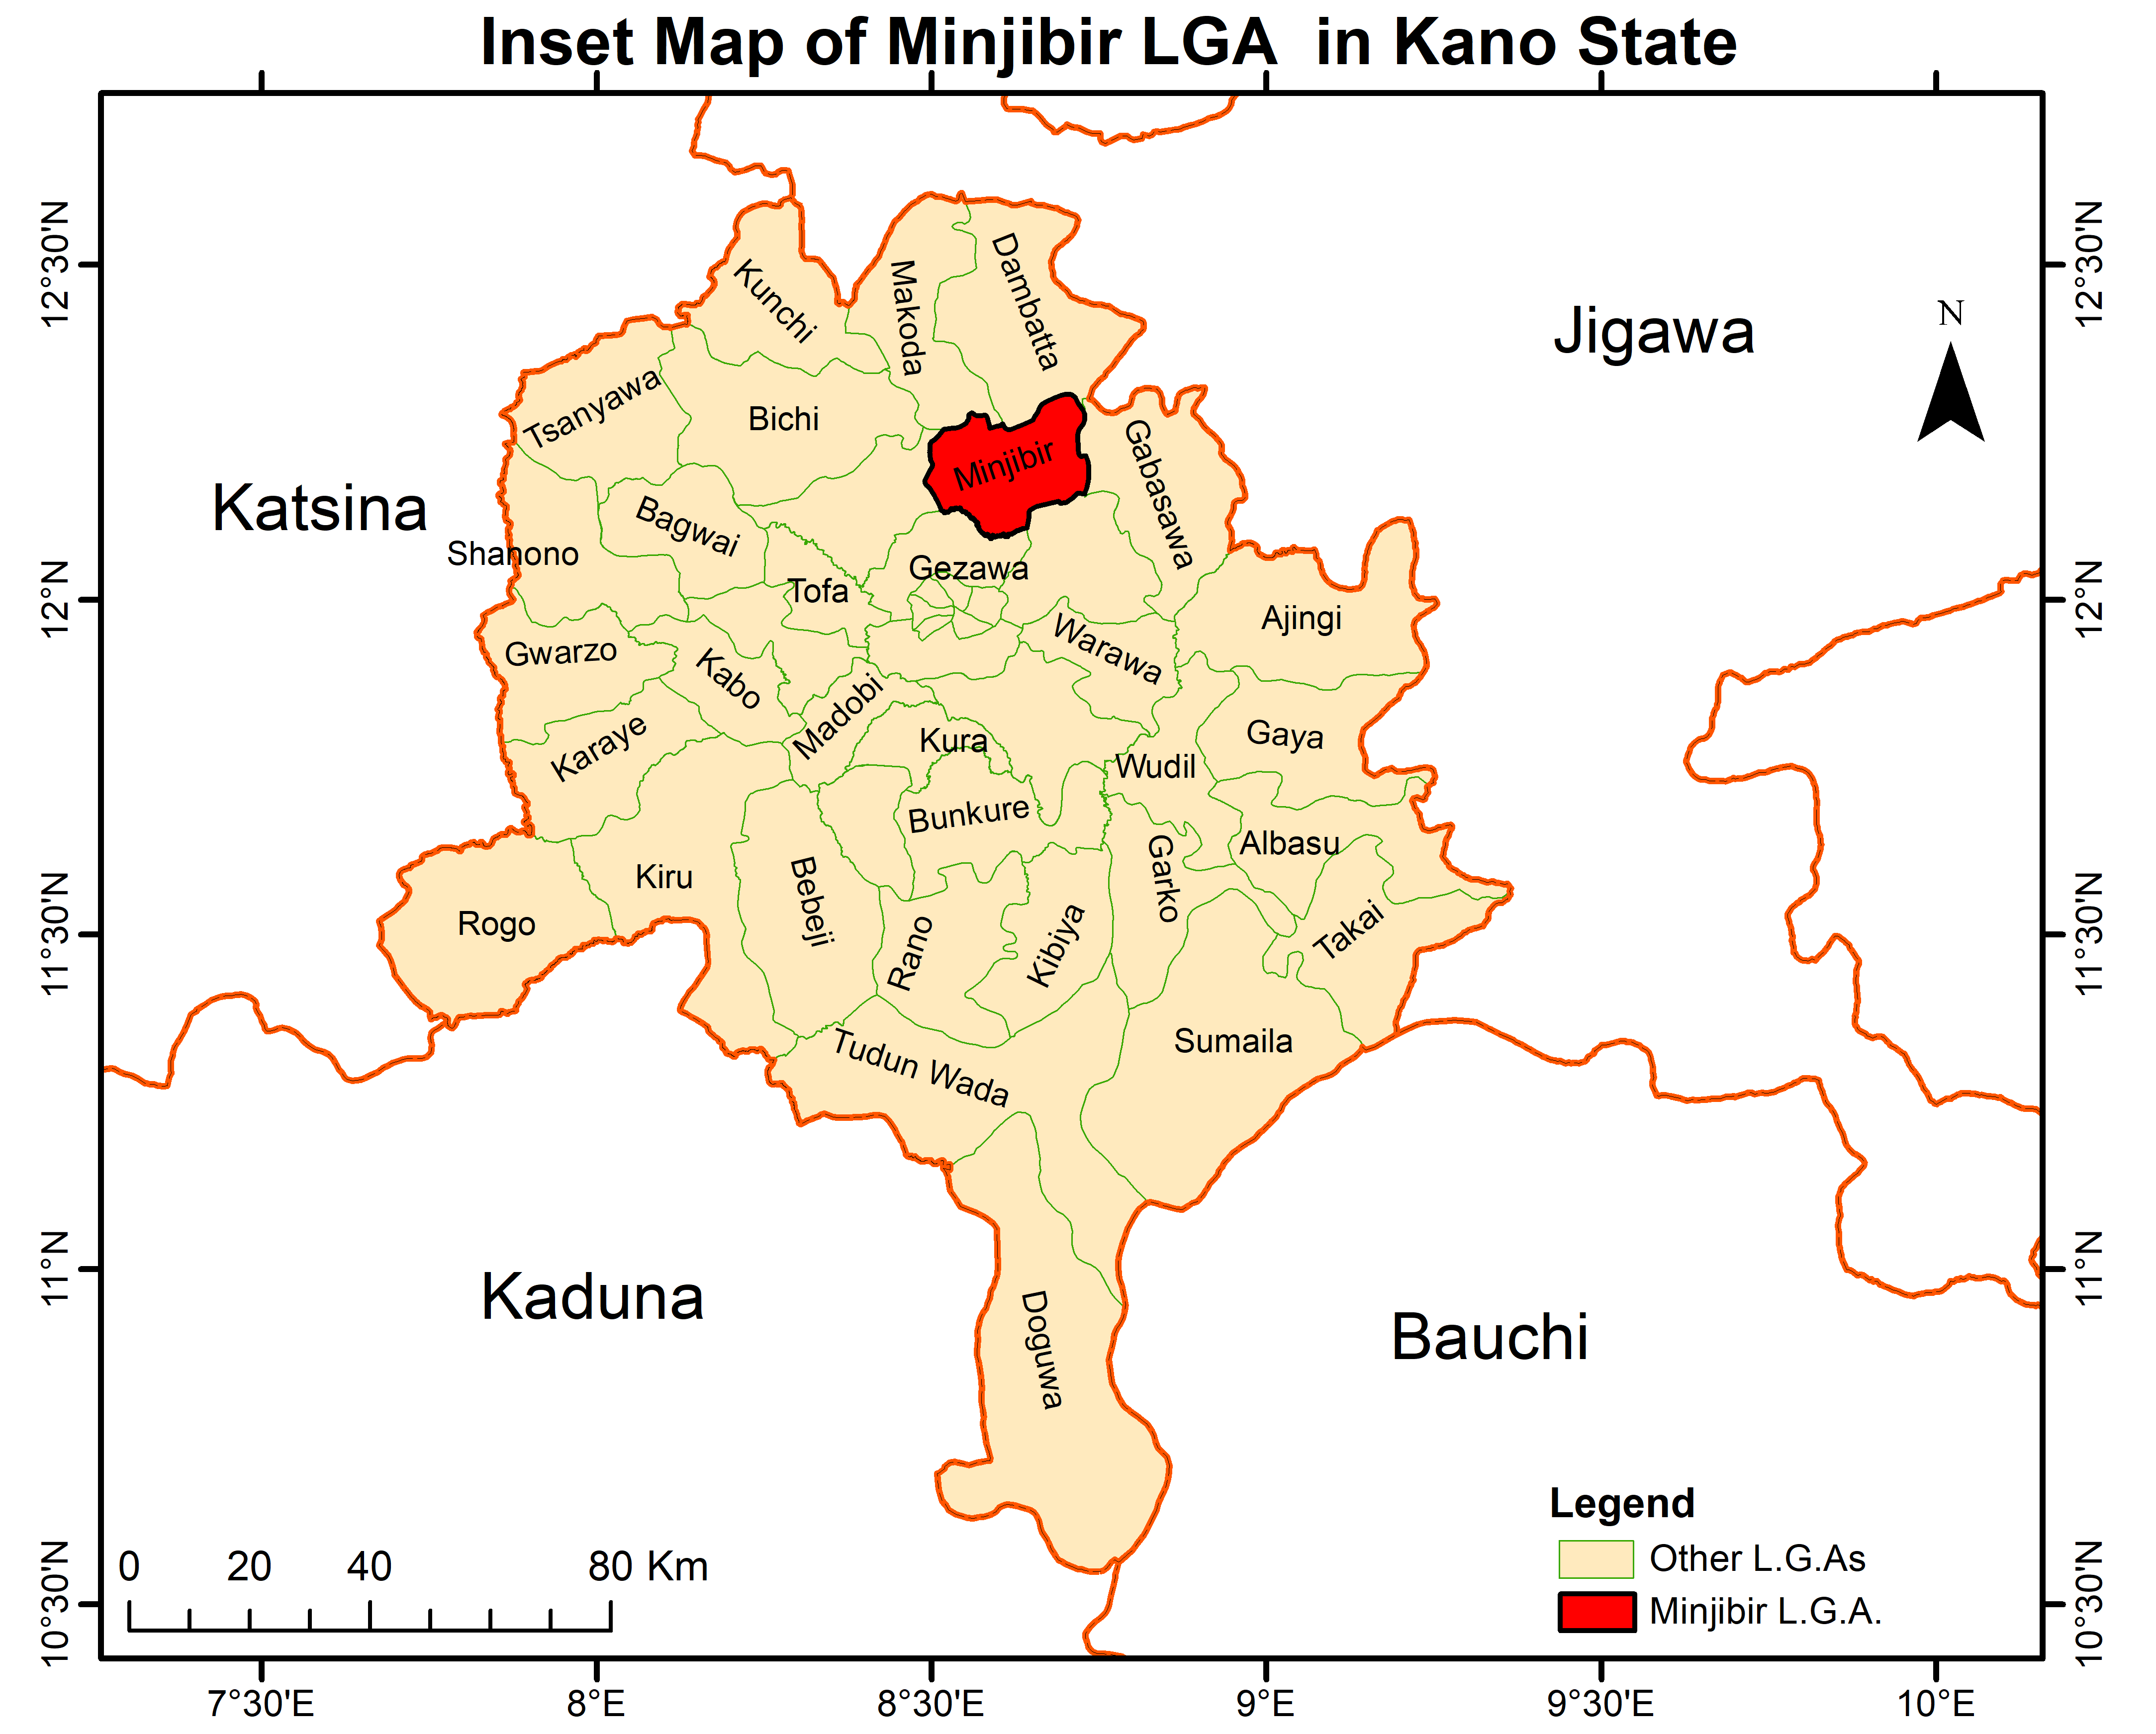 Inset Map of Minjibir LGA  in Kano State
12°30'N
12°N
11°30'N
11°N
10°30'N
Kunchi
Makoda
Dambatta
Jigawa
N
Tsanyawa
Bichi
Minjibir
Gabasawa
Katsina
Bagwai
Shanono
Gezawa
Tofa
Ajingi
Warawa
Gwarzo
Kabo
Madobi
Karaye
Kura
Gaya
Wudil
Bunkure
Albasu
Garko
Kiru
Bebeji
Rogo
Rano
Kibiya
Takai
Sumaila
Tudun Wada
Kaduna
Doguwa
Bauchi
Legend
Other L.G.As
Minjibir L.G.A.
0 20 40 80 Km
12°30'N
12°N
11°30'N
11°N
10°30'N
7°30'E 8°E 8°30'E 9°E 9°30'E 10°E